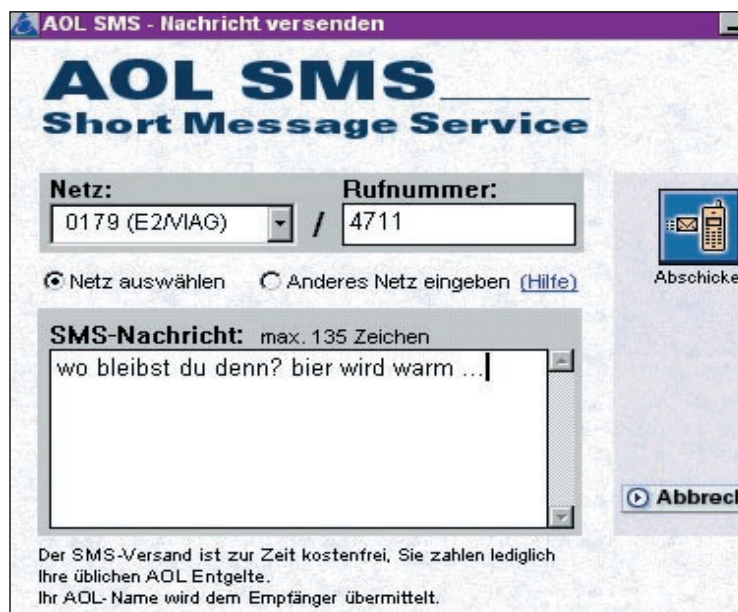 AOL SMS - Nachricht versenden
AOL SMS
Short Message Service
Netz:
Rufnummer:
0179 (E2/VIAG)
/
4711
Netz auswählen
Anderes Netz eingeben (Hilfe)
Abschicke
SMS-Nachricht: max. 135 Zeichen
wo bleibst du denn? bier wird warm ...
Abbrech
Der SMS-Versand ist zur Zeit kostenfrei, Sie zahlen lediglich
Ihre üblichen AOL Entgelte.
Ihr AOL-Name wird dem Empfänger übermittelt.